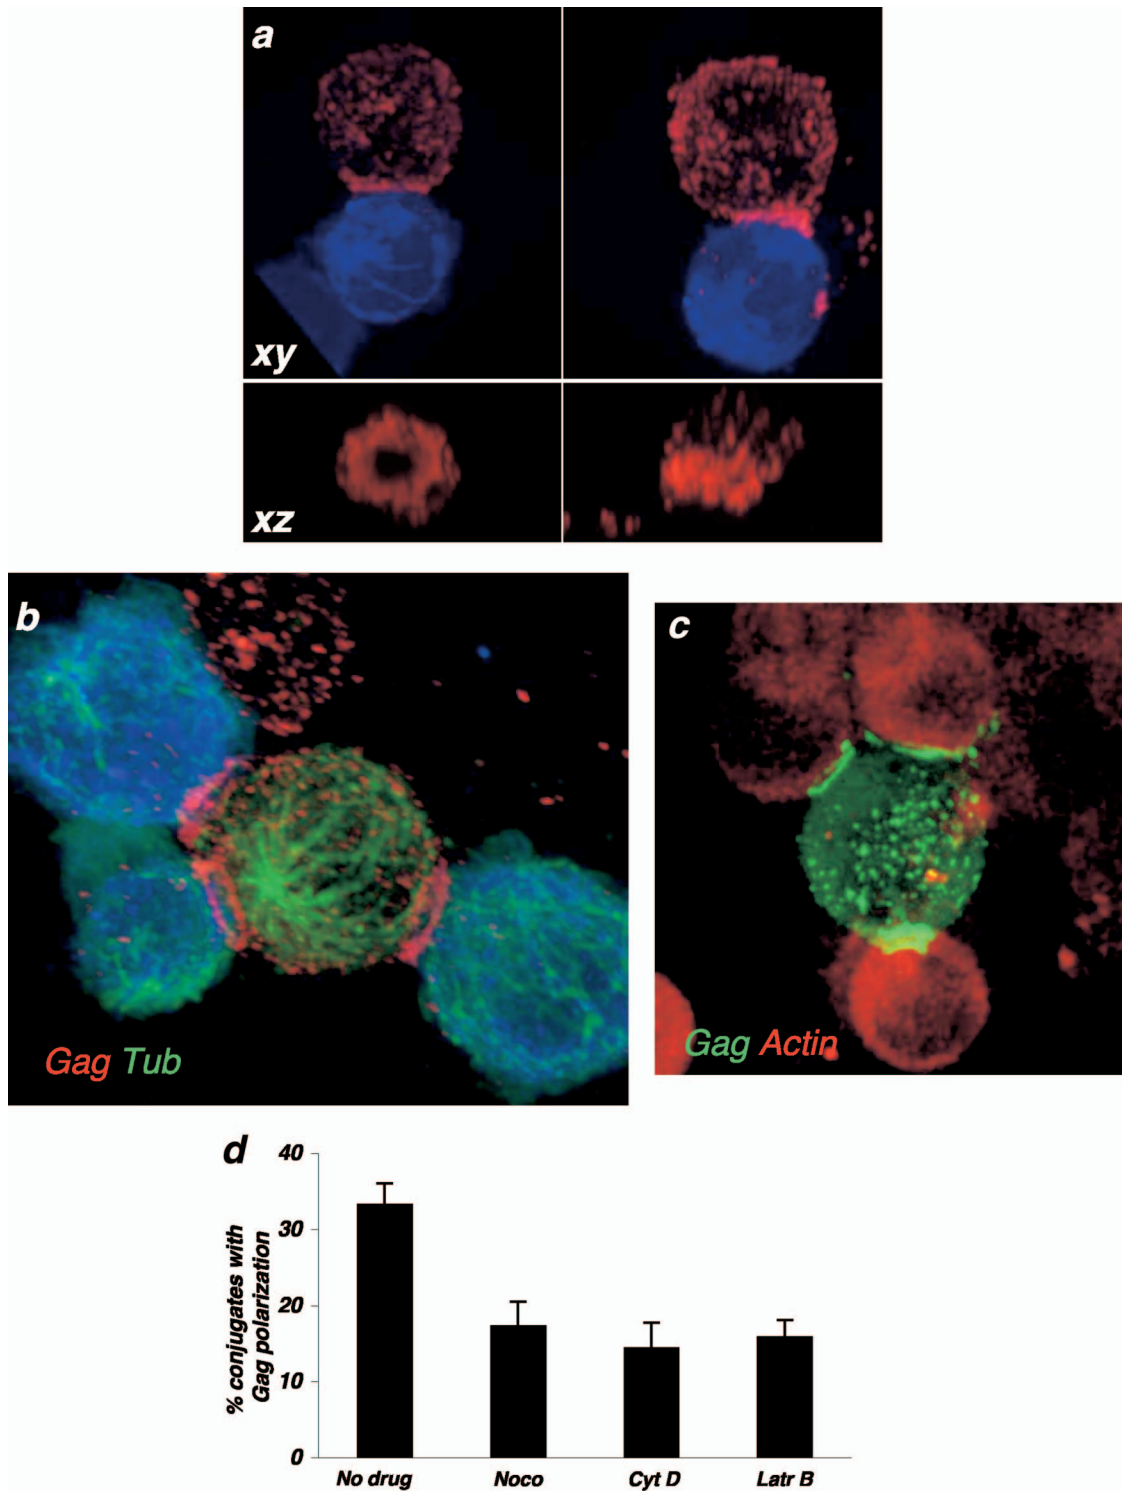 a
xy
xz
b
Gag Tub
c
Gag Actin
d
% conjugates with
Gag polarization
40
30
20
10
0
No drug Noco Cyt D Latr B